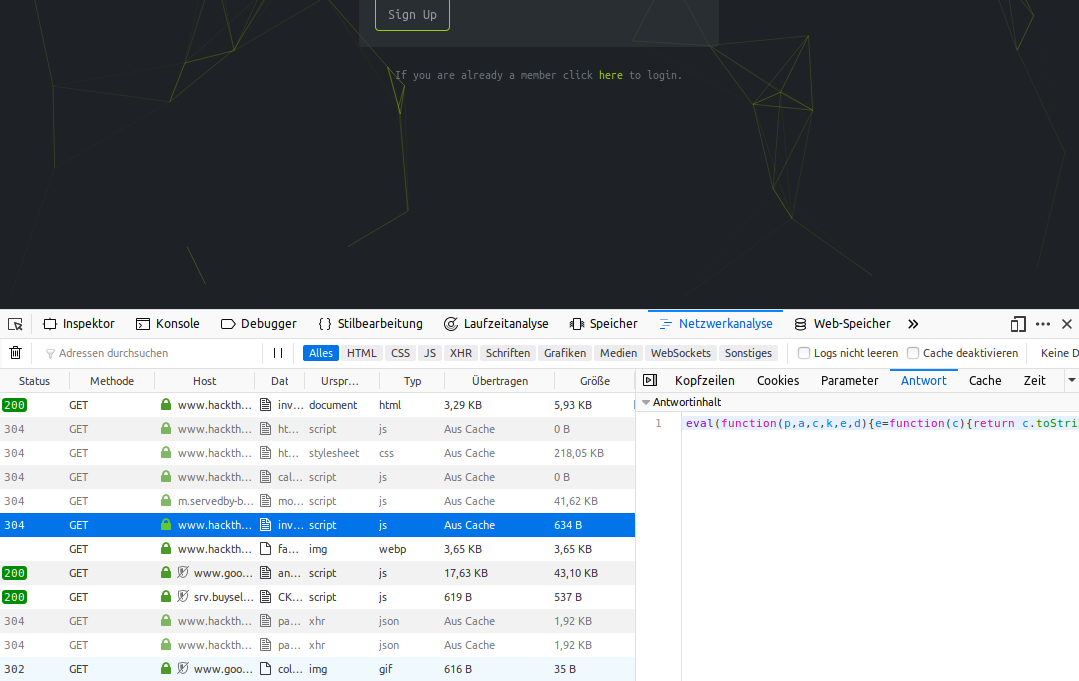 Sign Up
If you are already a member click here to login.
Inspektor Konsole Debugger Stilbearbeitung Laufzeitanalyse Speicher Netzwerkanalyse Web-Speicher
Adressen durchsuchen Alles HTML CSS JS XHR Schriften Grafiken Medien WebSockets Sonstiges Logs nicht leeren Cache deaktivieren Keine D
Status Methode Host Dat Urspr… Typ Übertragen Größe Kopfzeilen Cookies Parameter Antwort Cache Zeit
200 GET www.hackth… inv… document html 3,29 KB 5,93 KB Antwortinhalt
304 GET www.hackth… ht… script js Aus Cache 0 B 1 eval(function(p,a,c,k,e,d){e=function(c){return c.toStri
304 GET www.hackth… ht… stylesheet css Aus Cache 218,05 KB
304 GET www.hackth… cal… script js Aus Cache 0 B
304 GET m.servedby-b… mo… script js Aus Cache 41,62 KB
304 GET www.hackth… inv… script js Aus Cache 634 B
GET www.hackth… fa… img webp 3,65 KB 3,65 KB
200 GET www.goo… an… script js 17,63 KB 43,10 KB
200 GET srv.buysel… CK… script js 619 B 537 B
304 GET www.hackth… pa… xhr json Aus Cache 1,92 KB
304 GET www.hackth… pa… xhr json Aus Cache 1,92 KB
302 GET www.goo… col… img gif 616 B 35 B